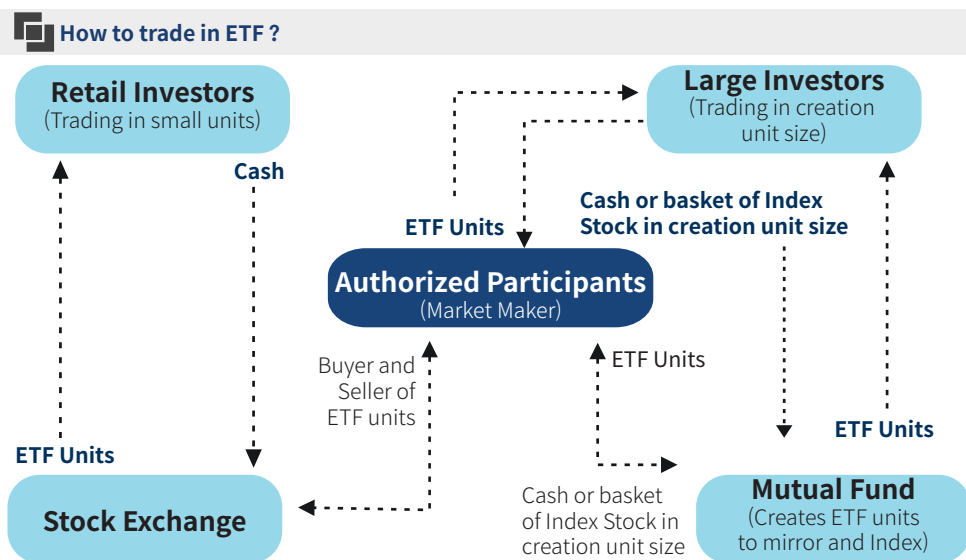 How to trade in ETF ?
Retail Investors
(Trading in small units)
Large Investors
(Trading in creation
unit size)
Cash
Cash or basket of Index
Stock in creation unit size
ETF Units
Authorized Participants
(Market Maker)
Buyer and
Seller of
ETF units
ETF Units
ETF Units
ETF Units
Stock Exchange
Cash or basket
of Index Stock in
creation unit size
Mutual Fund
(Creates ETF units
to mirror and Index)